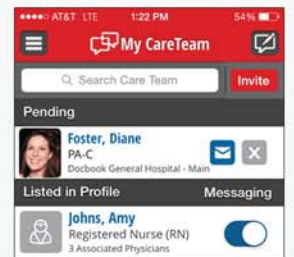 AT&T LTE 1:22 PM 54%
My CareTeam
Search Care Team Invite
Pending
Foster, Diane
PA-C
Docbook General Hospital - Main
Listed in Profile Messaging
Johns, Amy
Registered Nurse (RN)
3 Associated Physicians